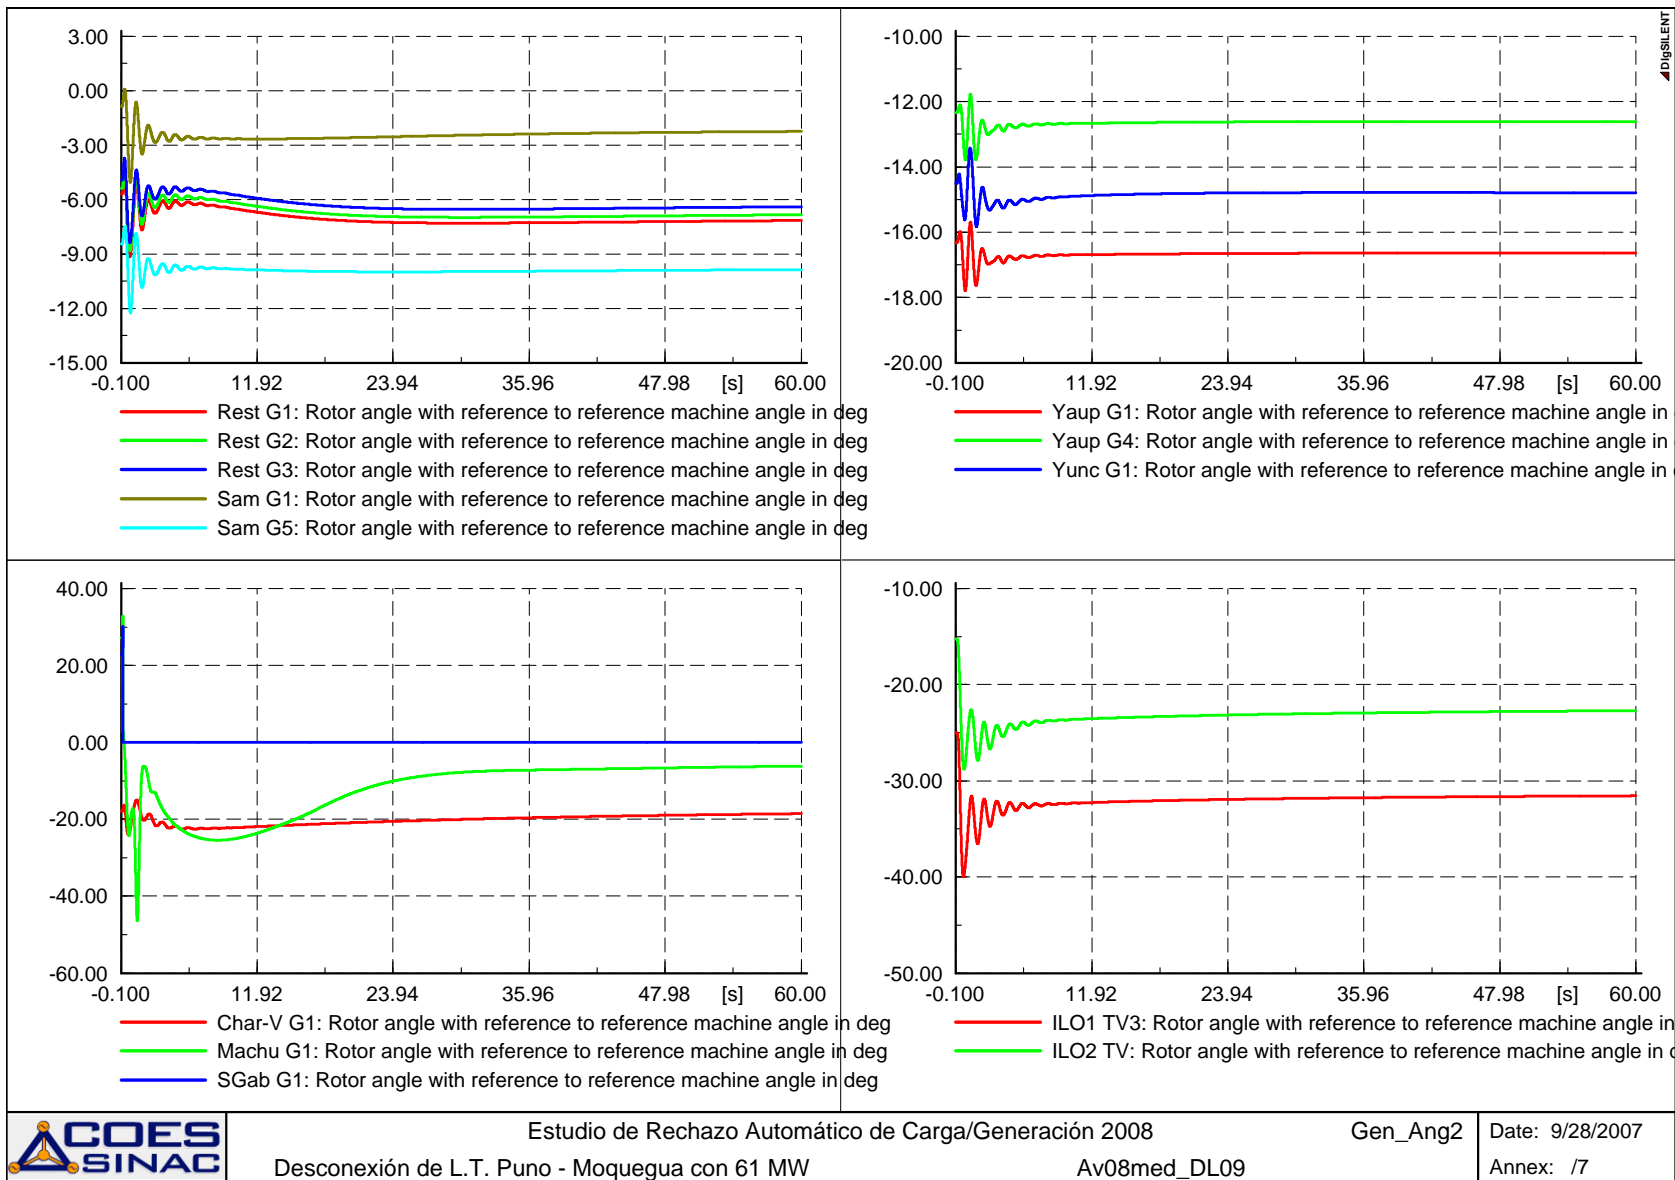 DIgSILENT
3.00
0.00
-3.00
-6.00
-9.00
-12.00
-15.00
-0.100 11.92 23.94 35.96 47.98 [s] 60.00
Rest G1: Rotor angle with reference to reference machine angle in deg
Rest G2: Rotor angle with reference to reference machine angle in deg
Rest G3: Rotor angle with reference to reference machine angle in deg
Sam G1: Rotor angle with reference to reference machine angle in deg
Sam G5: Rotor angle with reference to reference machine angle in deg
-10.00
-12.00
-14.00
-16.00
-18.00
-20.00
-0.100 11.92 23.94 35.96 47.98 [s] 60.00
Yaup G1: Rotor angle with reference to reference machine angle in
Yaup G4: Rotor angle with reference to reference machine angle in
Yunc G1: Rotor angle with reference to reference machine angle in
40.00
20.00
0.00
-20.00
-40.00
-60.00
-0.100 11.92 23.94 35.96 47.98 [s] 60.00
Char-V G1: Rotor angle with reference to reference machine angle in deg
Machu G1: Rotor angle with reference to reference machine angle in deg
SGab G1: Rotor angle with reference to reference machine angle in deg
-10.00
-20.00
-30.00
-40.00
-50.00
-0.100 11.92 23.94 35.96 47.98 [s] 60.00
ILO1 TV3: Rotor angle with reference to reference machine angle in
ILO2 TV: Rotor angle with reference to reference machine angle in
COES
SINAC
Estudio de Rechazo Automático de Carga/Generación 2008 Gen_Ang2
Desconexión de L.T. Puno - Moquegua con 61 MW Av08med_DL09
Date: 9/28/2007
Annex: /7